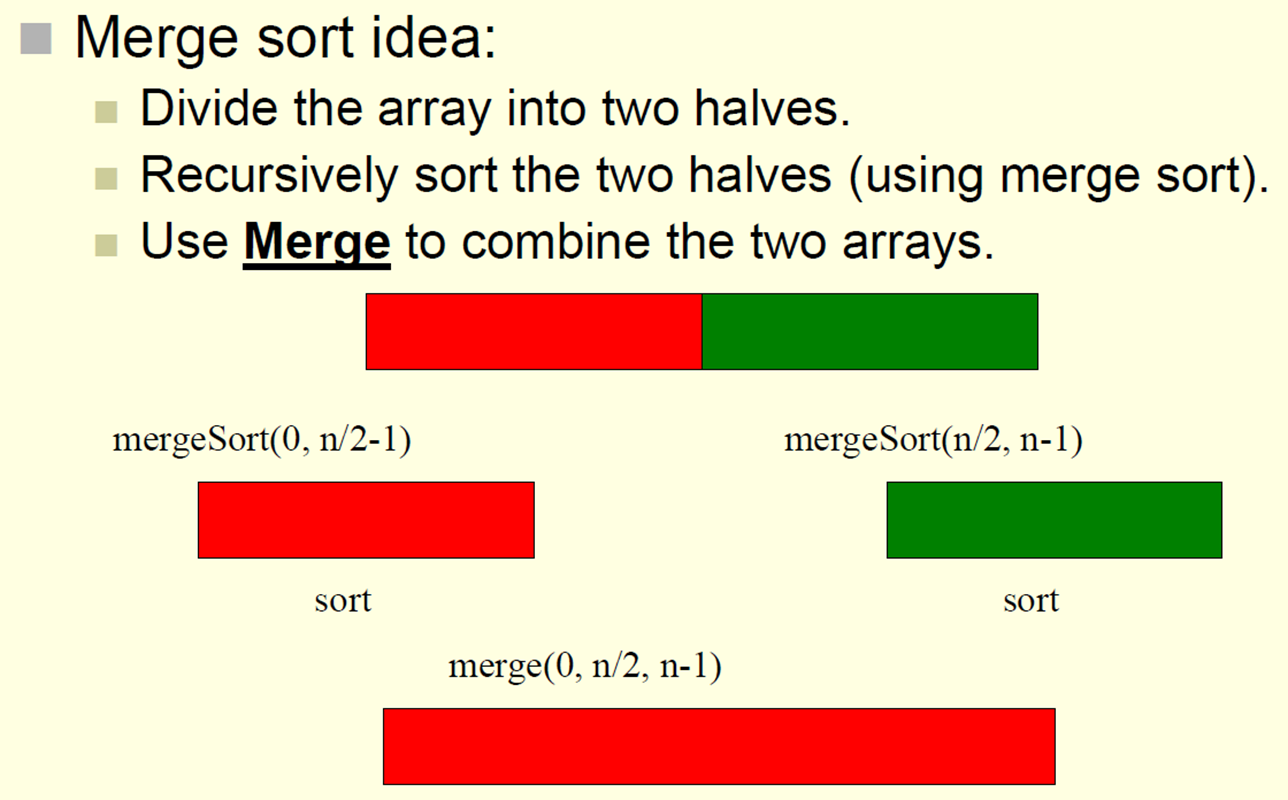 Merge sort idea:
Divide the array into two halves.
Recursively sort the two halves (using merge sort).
Use Merge to combine the two arrays.
mergeSort(0, n/2-1)
mergeSort(n/2, n-1)
sort
sort
merge(0, n/2, n-1)